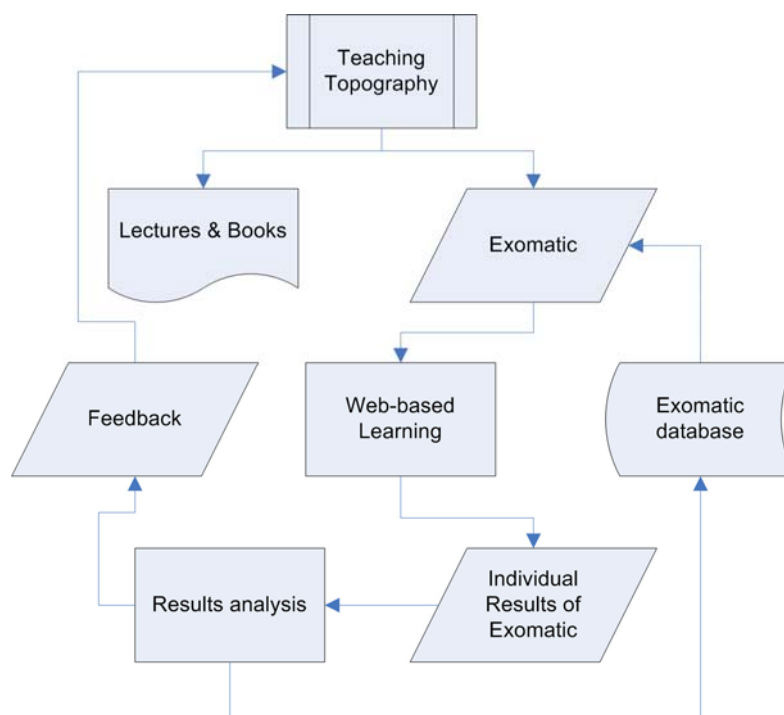 Teaching
Topography
Lectures & Books
Exomatic
Feedback
Web-based
Learning
Exomatic
database
Results analysis
Individual
Results of
Exomatic